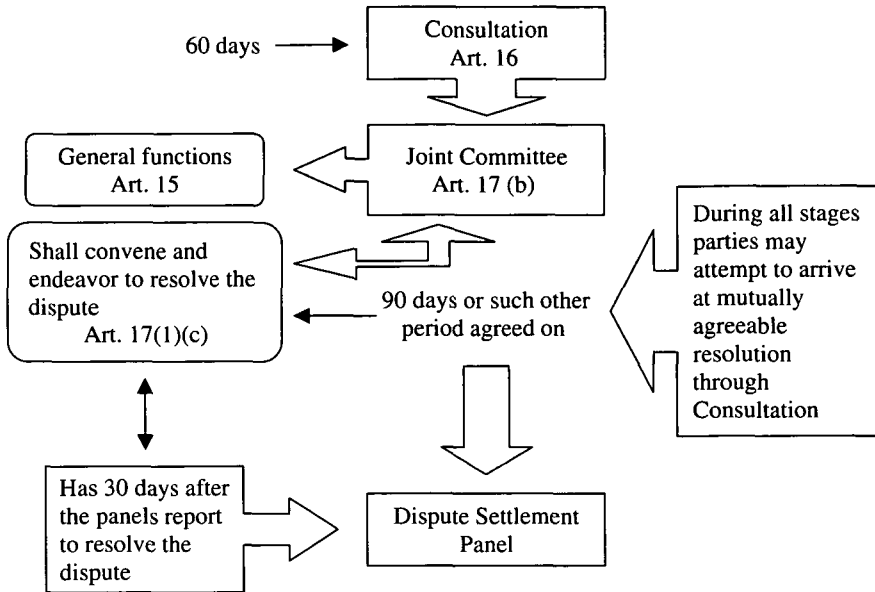 Consultation
Art. 16
60 days
General functions
Art. 15
Joint Committee
Art. 17 (b)
Shall convene and
endeavor to resolve the
dispute
Art. 17(1)(c)
90 days or such other
period agreed on
During all stages
parties may
attempt to arrive
at mutually
agreeable
resolution
through
Consultation
Has 30 days after
the panels report
to resolve the
dispute
Dispute Settlement
Panel